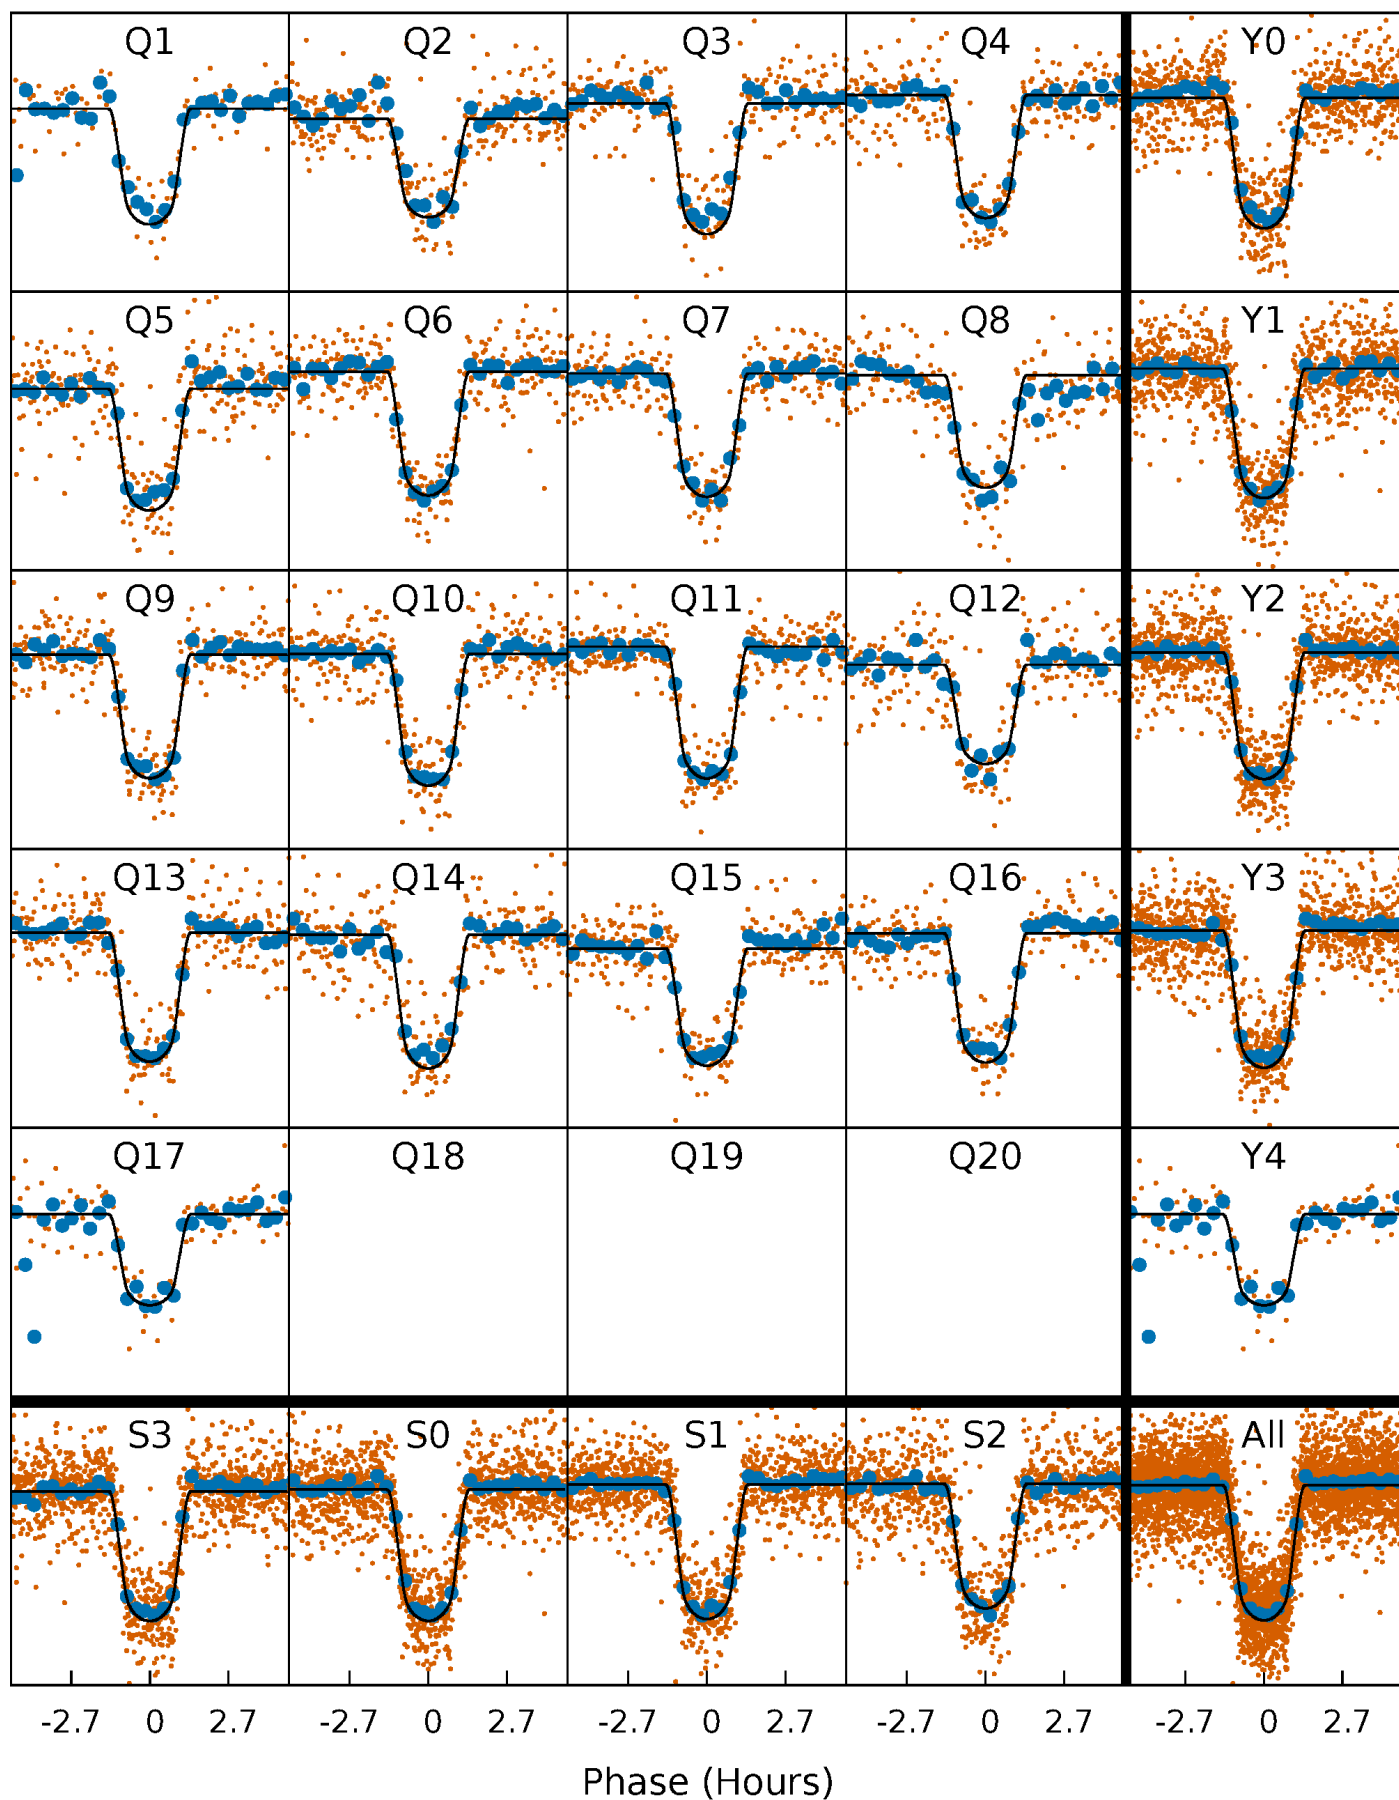 Q1 Q2 Q3 Q4 Y0
Q5 Q6 Q7 Q8 Y1
Q9 Q10 Q11 Q12 Y2
Q13 Q14 Q15 Q16 Y3
Q17 Q18 Q19 Q20 Y4
S3 S0 S1 S2 All
-2.7 0 2.7 -2.7 0 2.7 -2.7 0 2.7 -2.7 0 2.7 -2.7 0 2.7
Phase (Hours)